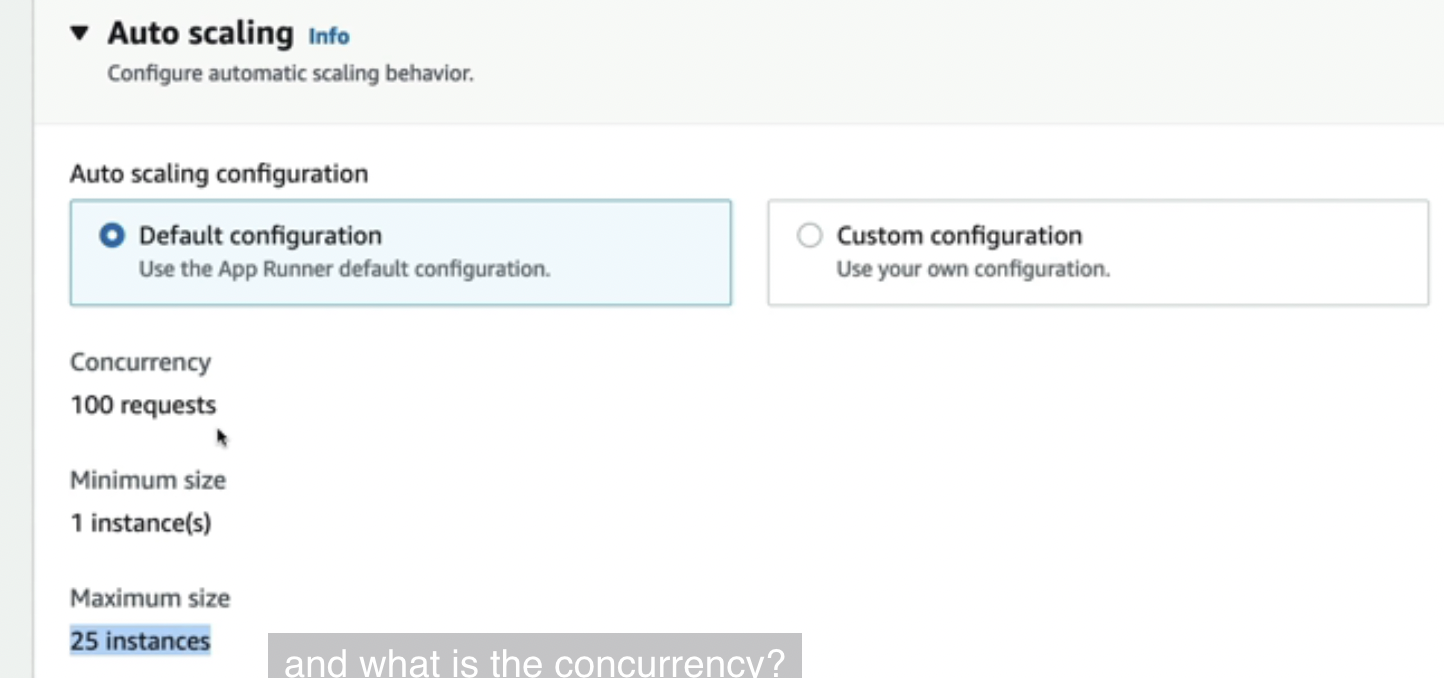 Auto scaling Info
Configure automatic scaling behavior.
Auto scaling configuration
Default configuration
Use the App Runner default configuration.
Custom configuration
Use your own configuration.
Concurrency
100 requests
Minimum size
1 instance(s)
Maximum size
25 instances
and what is the concurrency?